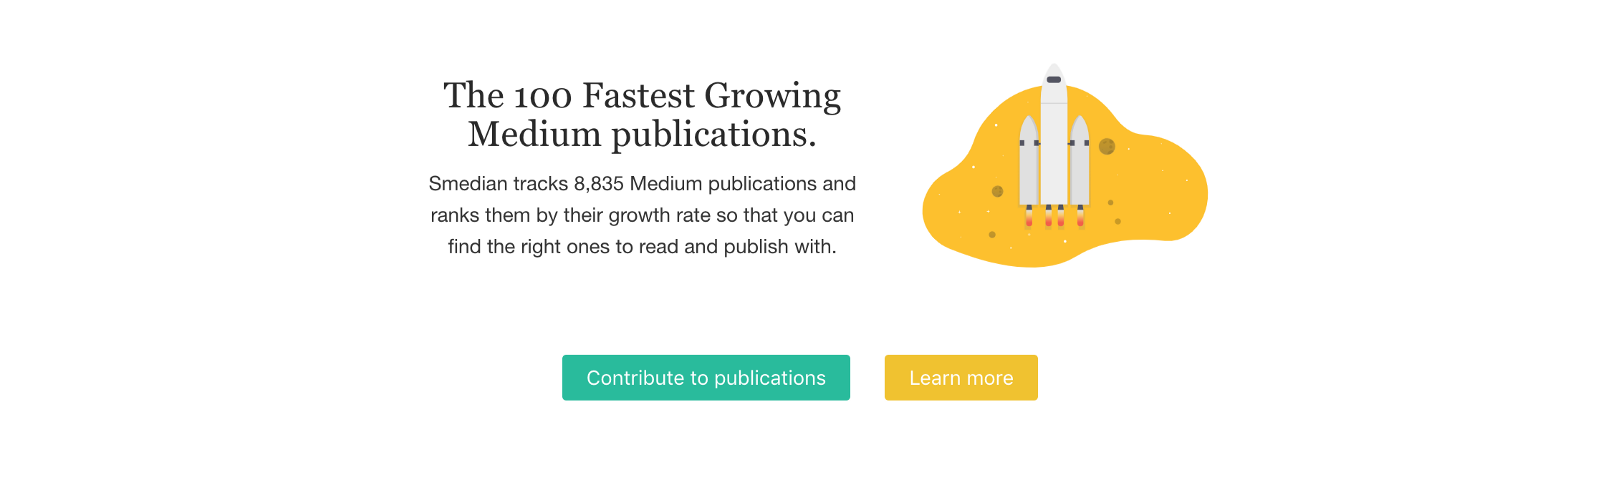 The 100 Fastest Growing
Medium publications.
Smedian tracks 8,835 Medium publications and
ranks them by their growth rate so that you can
find the right ones to read and publish with.
Contribute to publications
Learn more